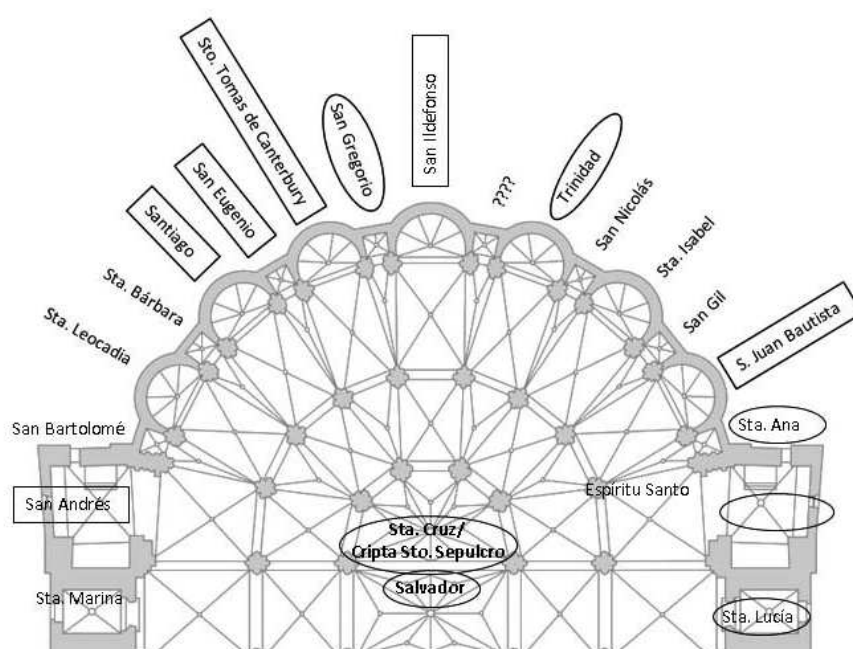 Sta. Leocadia
Sta. Bárbara
Santiago
San Eugenio
Sto. Tomas de Canterbury
San Gregorio
San Ildefonso
????
Trinidad
San Nicolás
Sta. Isabel
San Gil
S. Juan Bautista
San Bartolomé
Sta. Ana
San Andrés
Espíritu Santo
Sta. Cruz/
Cripta Sto. Sepulcro
Salvador
Sta. Marina
Sta. Lucía